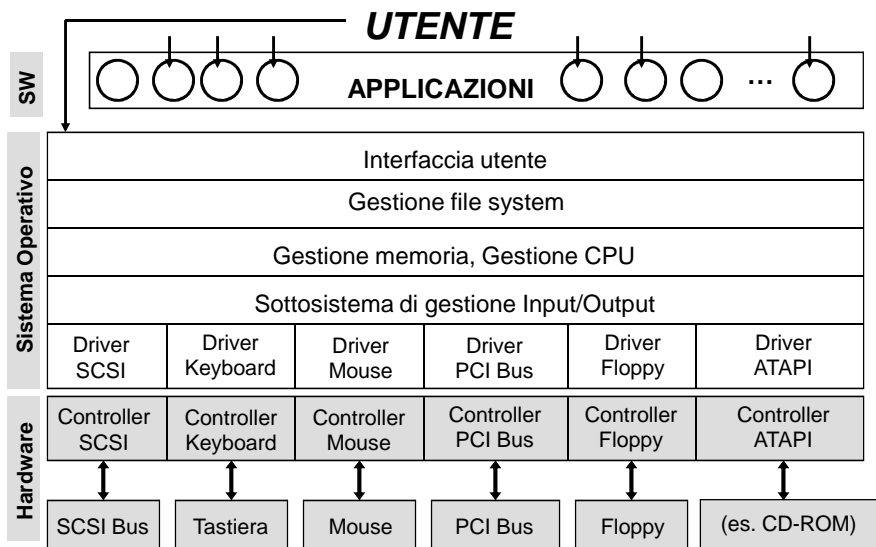 UTENTE
SW
APPLICAZIONI
...
Sistema Operativo
Interfaccia utente
Gestione file system
Gestione memoria, Gestione CPU
Sottosistema di gestione Input/Output
Driver SCSI
Driver Keyboard
Driver Mouse
Driver PCI Bus
Driver Floppy
Driver ATAPI
Hardware
Controller SCSI
Controller Keyboard
Controller Mouse
Controller PCI Bus
Controller Floppy
Controller ATAPI
SCSI Bus
Tastiera
Mouse
PCI Bus
Floppy
(es. CD-ROM)